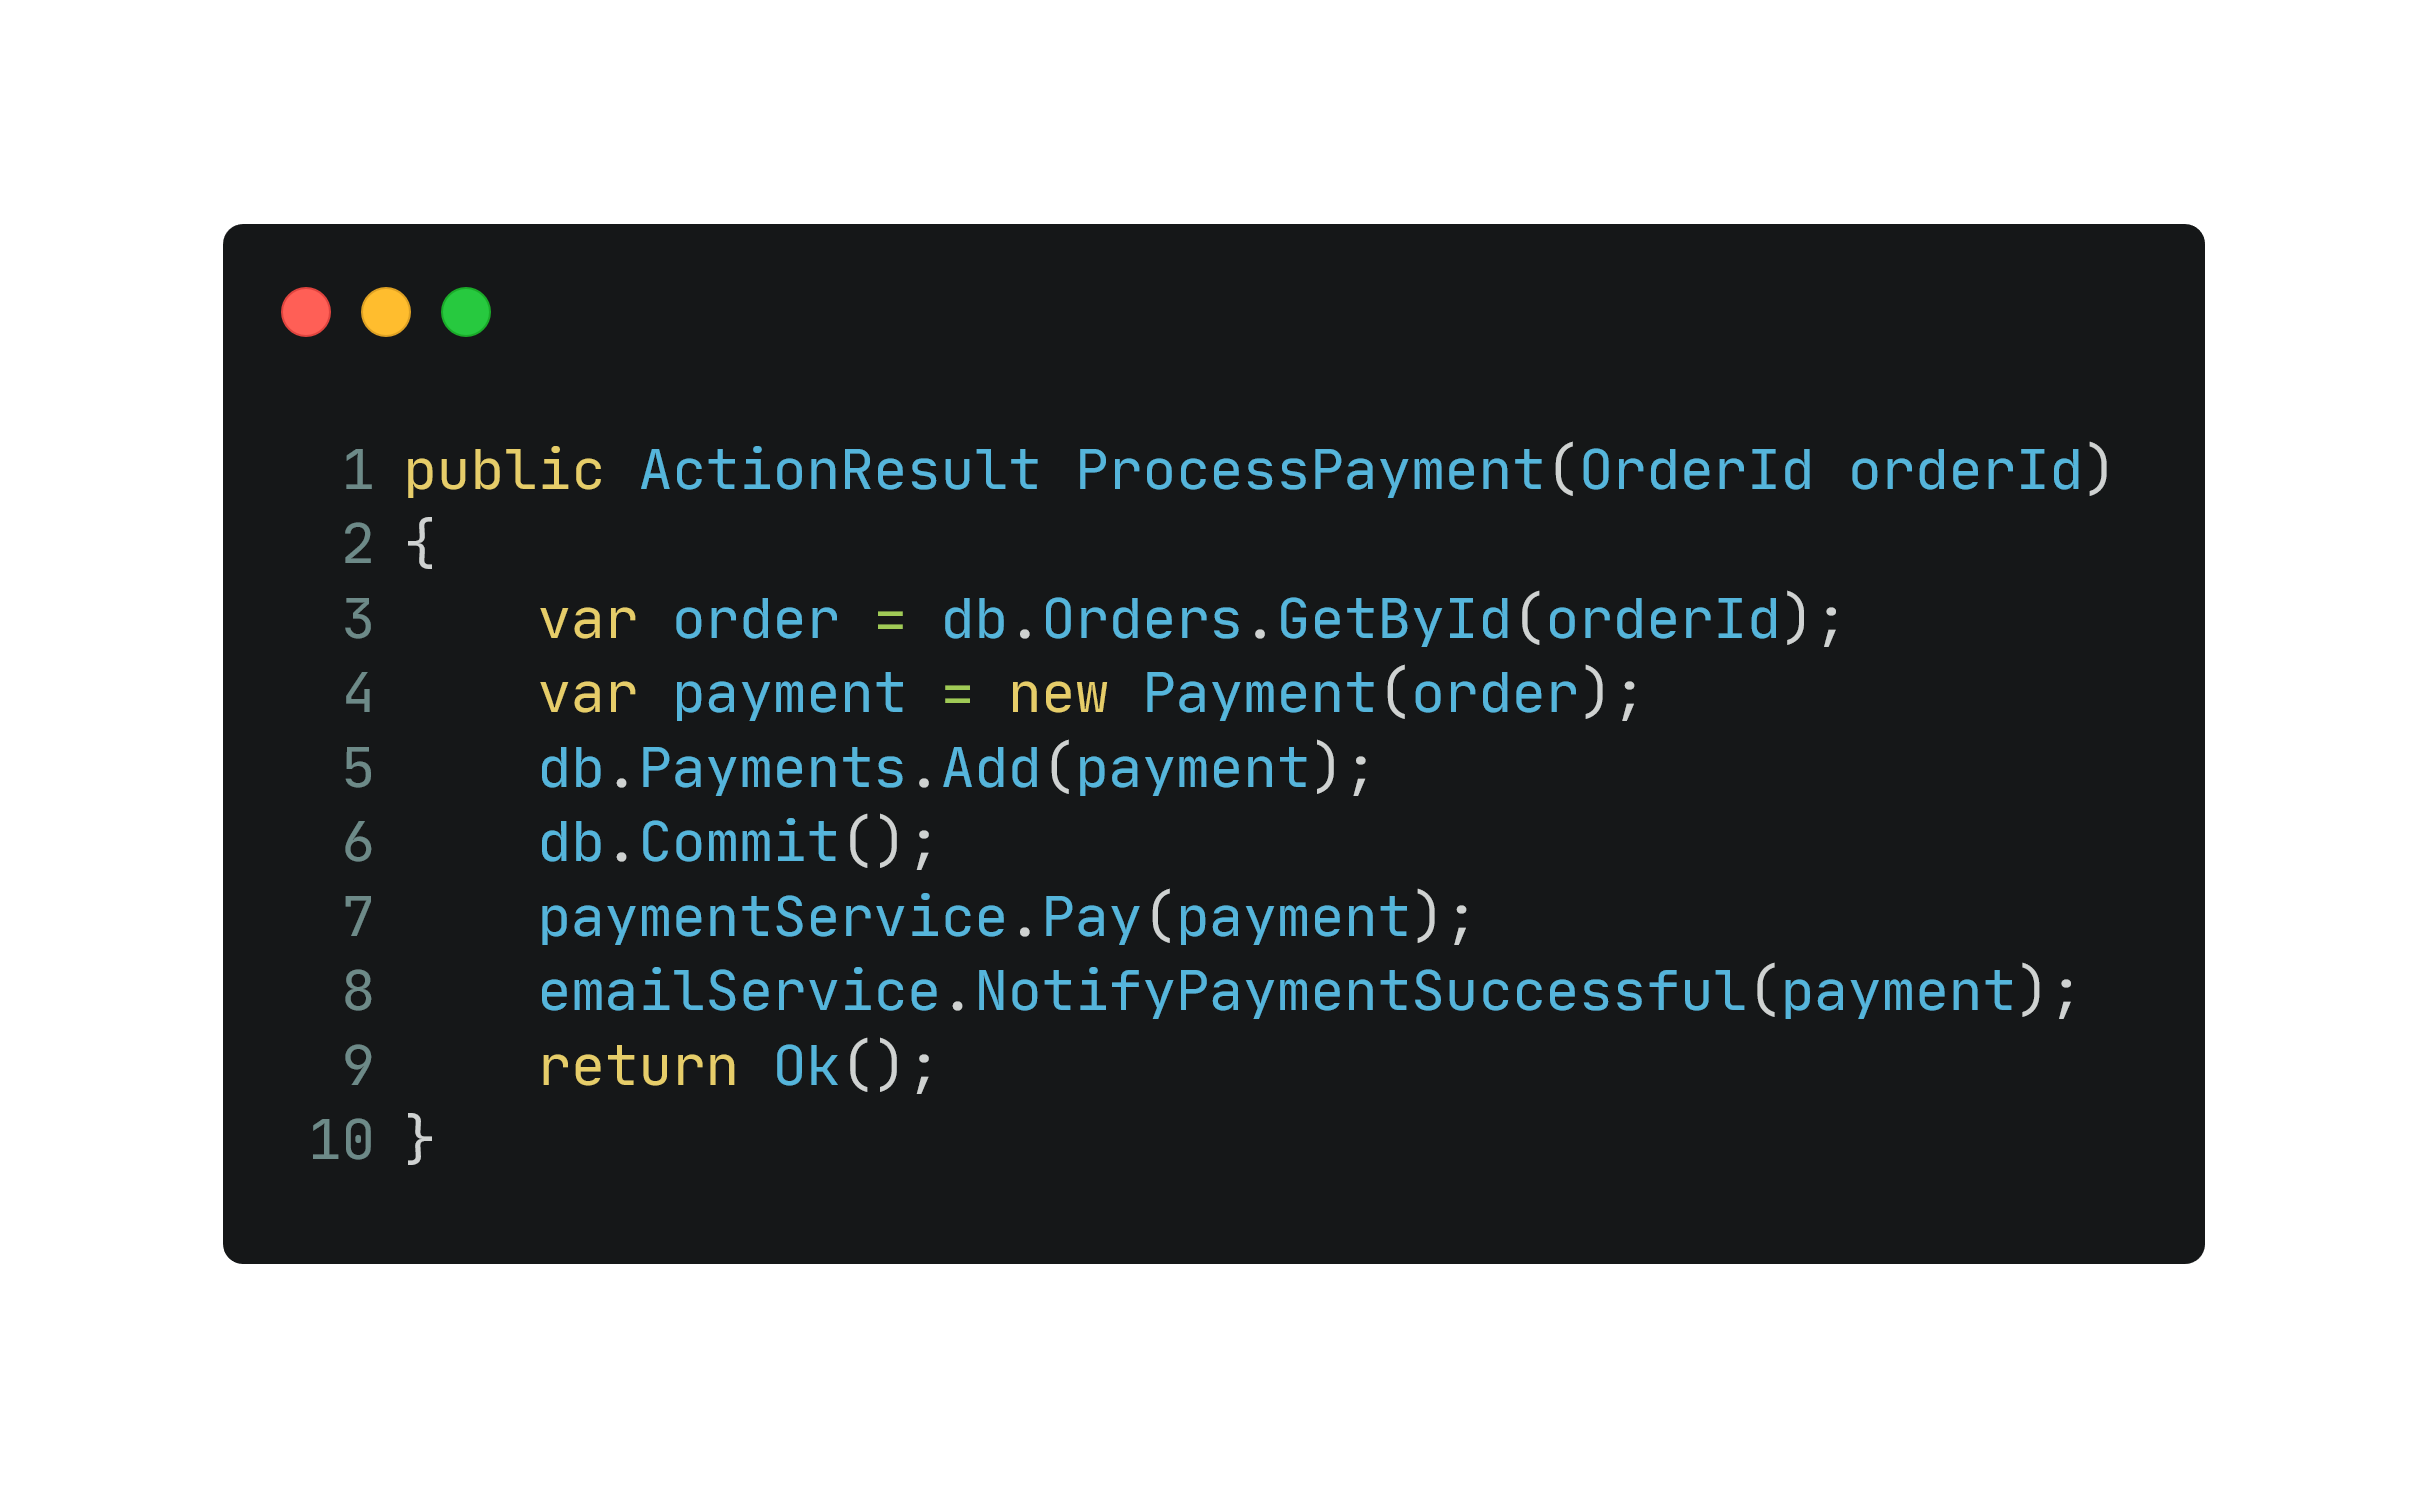 1 public ActionResult ProcessPayment(OrderId orderId)
2 {
3     var order = db.Orders.GetById(orderId);
4     var payment = new Payment(order);
5     db.Payments.Add(payment);
6     db.Commit();
7     paymentService.Pay(payment);
8     emailService.NotifyPaymentSuccessful(payment);
9     return Ok();
10 }